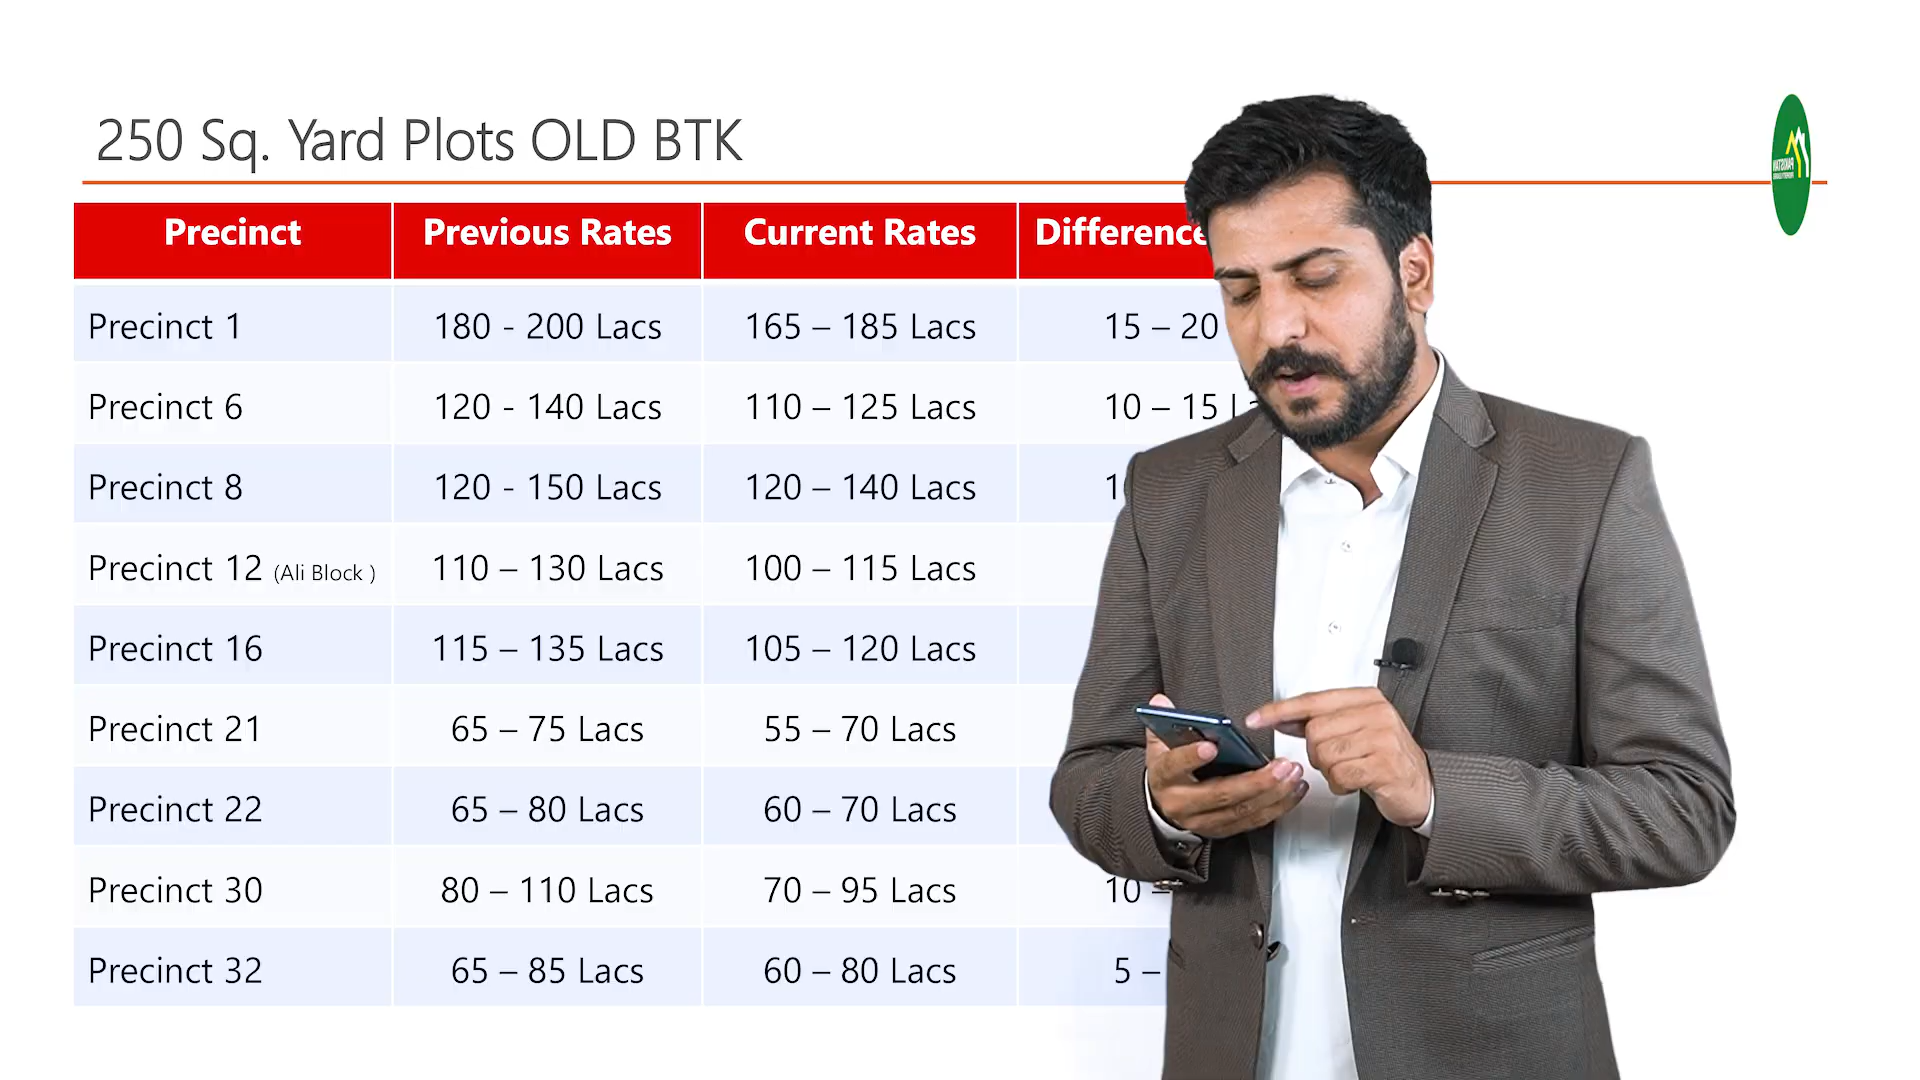 250 Sq. Yard Plots OLD BTK
Precinct Previous Rates Current Rates Difference
Precinct 1 180 - 200 Lacs 165 – 185 Lacs 15 – 20
Precinct 6 120 - 140 Lacs 110 – 125 Lacs 10 – 15
Precinct 8 120 - 150 Lacs 120 – 140 Lacs
Precinct 12 (Ali Block ) 110 – 130 Lacs 100 – 115 Lacs
Precinct 16 115 – 135 Lacs 105 – 120 Lacs
Precinct 21 65 – 75 Lacs 55 – 70 Lacs
Precinct 22 65 – 80 Lacs 60 – 70 Lacs
Precinct 30 80 – 110 Lacs 70 – 95 Lacs 10 –
Precinct 32 65 – 85 Lacs 60 – 80 Lacs 5 –